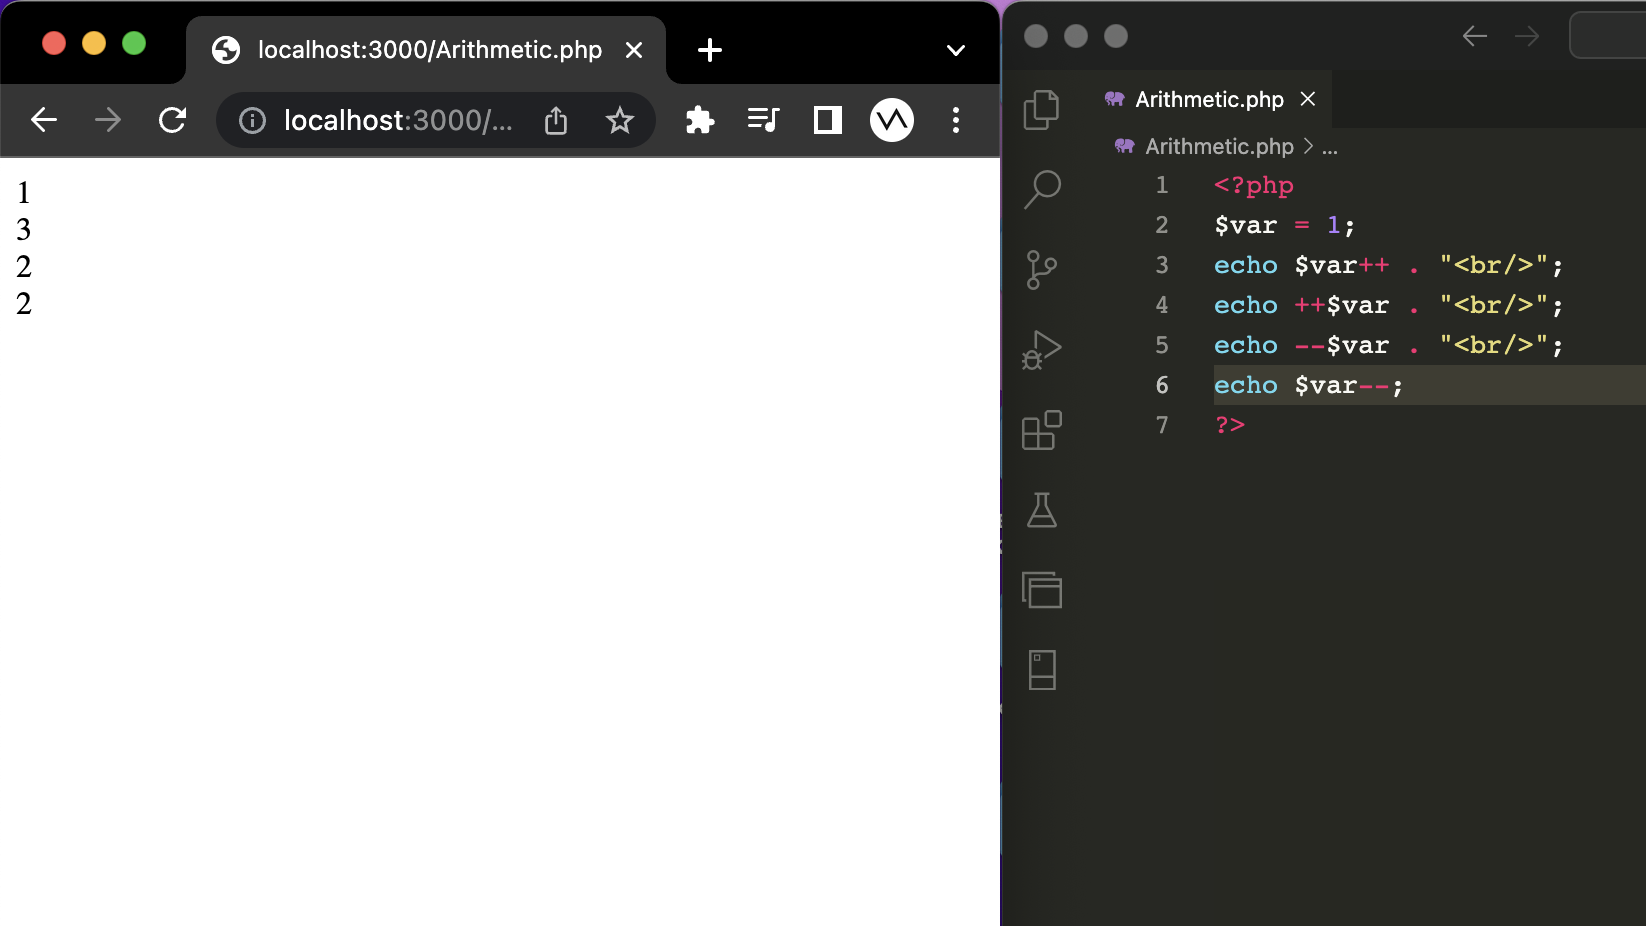 localhost:3000/Arithmetic.php
localhost:3000/...
1
3
2
2
Arithmetic.php
Arithmetic.php > ...
1 <?php
2 $var = 1;
3 echo $var++ . "<br/>";
4 echo ++$var . "<br/>";
5 echo --$var . "<br/>";
6 echo $var--;
7 ?>